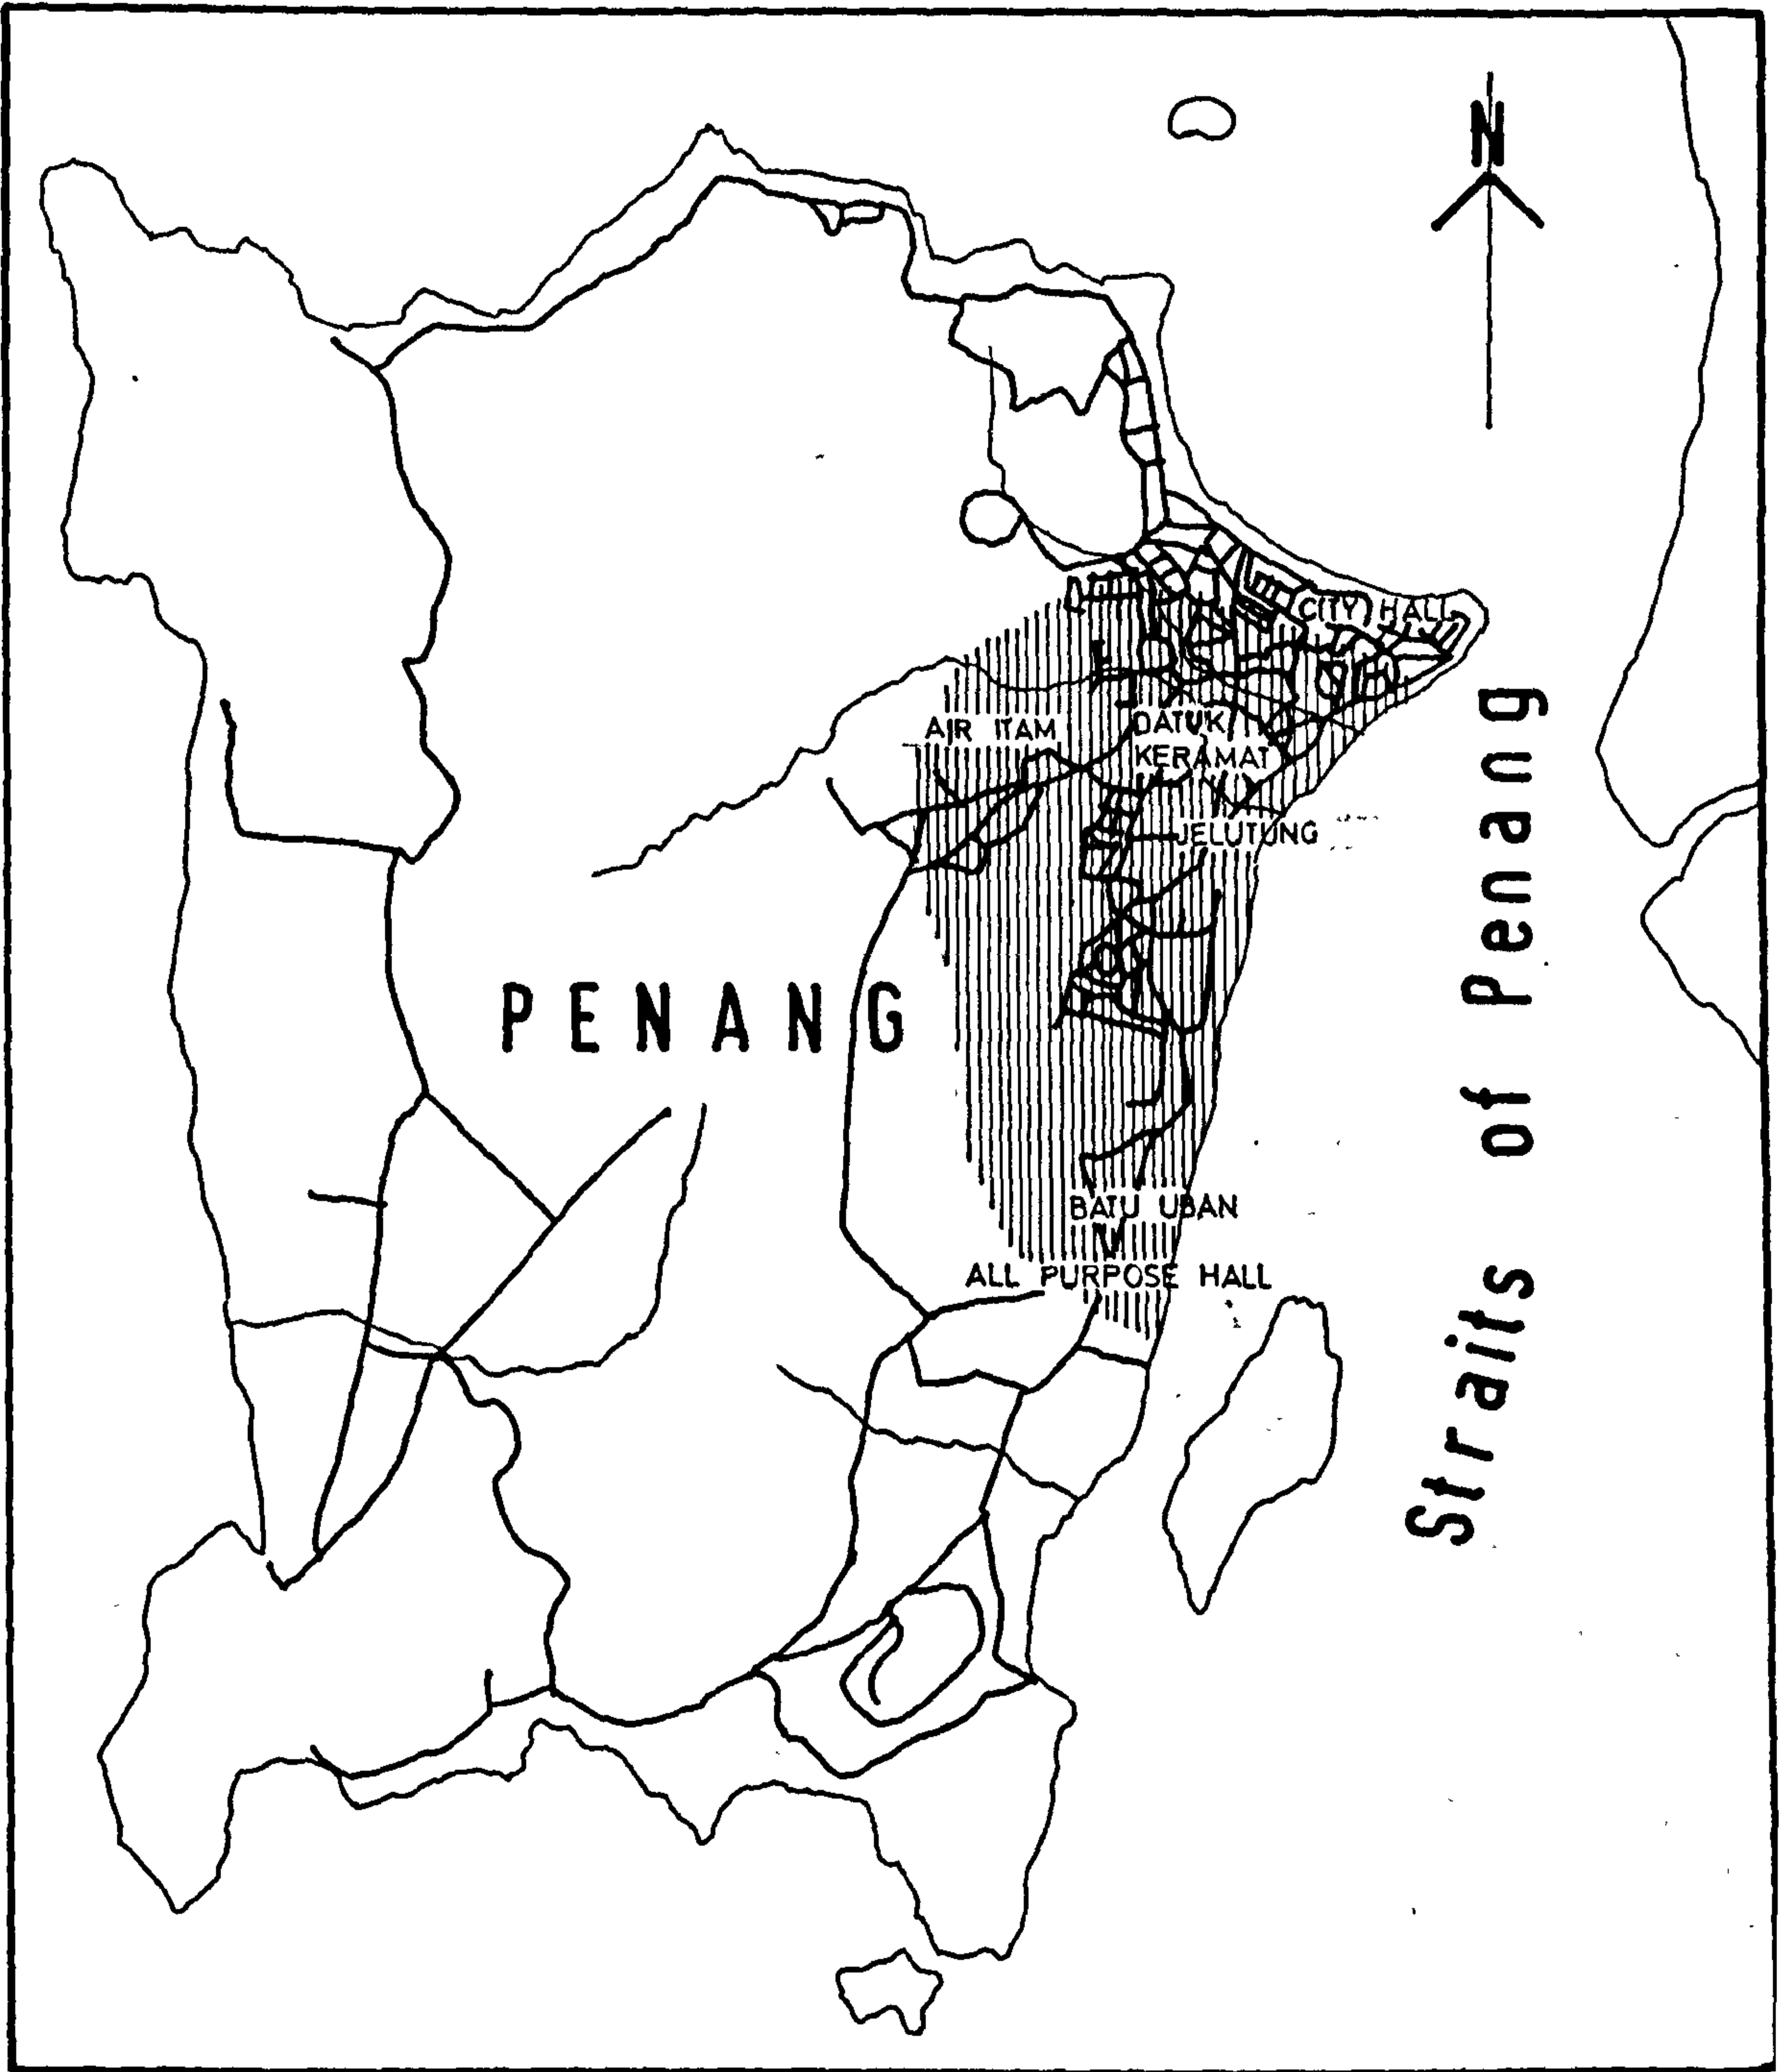 N
CITY HALL
AIR ITAM
DATUK
KERAMAT
JELUTUNG
PENANG
Straits of Penang
BATU UBAN
ALL PURPOSE HALL